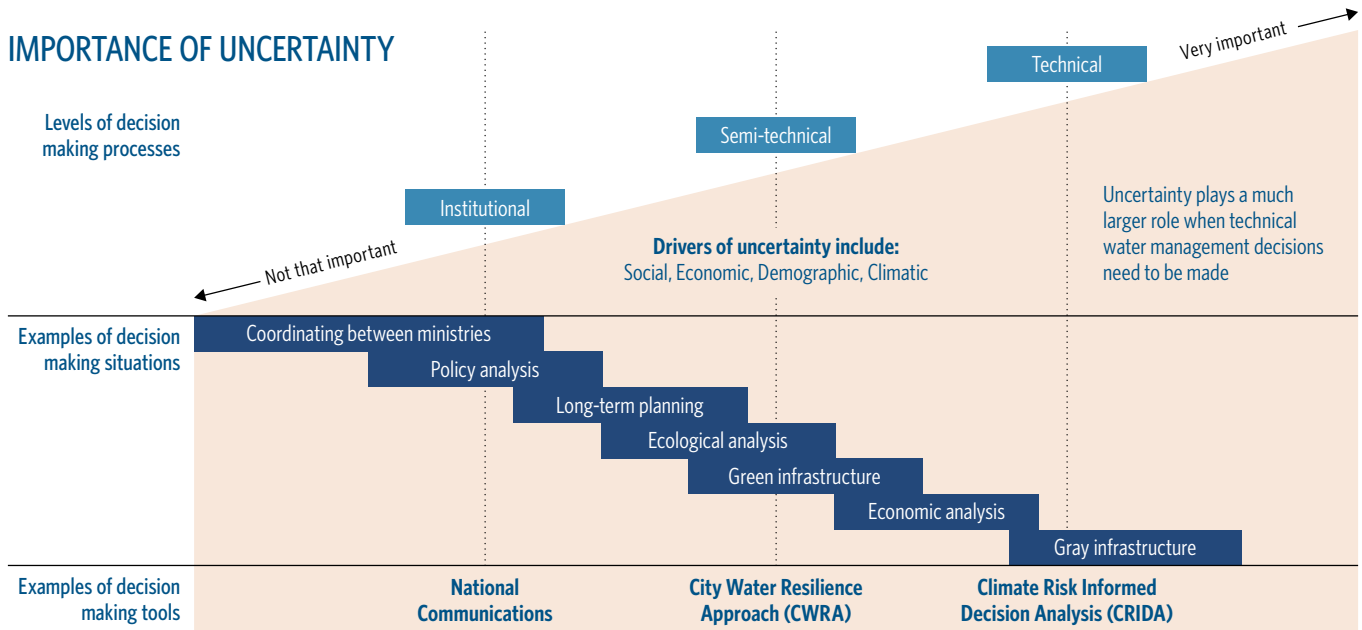 IMPORTANCE OF UNCERTAINTY
Very important
Technical
Levels of decision
making processes
Semi-technical
Institutional
Uncertainty plays a much
larger role when technical
water management decisions
need to be made
Not that important
Drivers of uncertainty include:
Social, Economic, Demographic, Climatic
Examples of decision
making situations
Coordinating between ministries
Policy analysis
Long-term planning
Ecological analysis
Green infrastructure
Economic analysis
Gray infrastructure
Examples of decision
making tools
National
Communications
City Water Resilience
Approach (CWRA)
Climate Risk Informed
Decision Analysis (CRIDA)